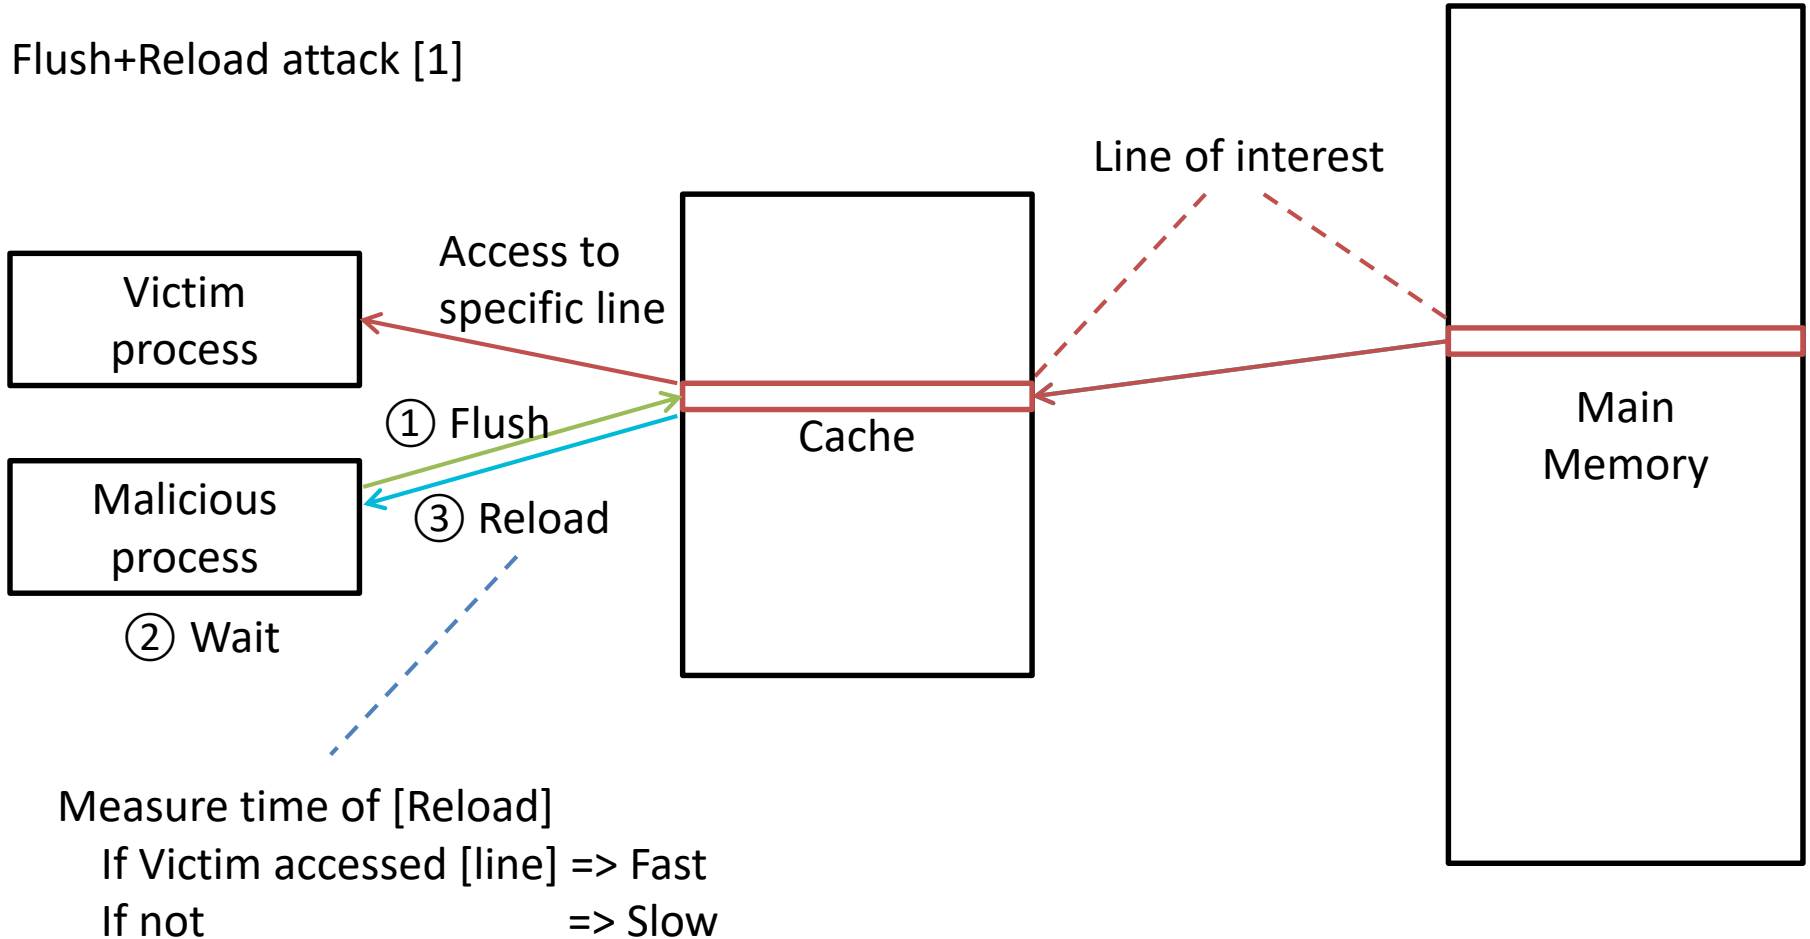 Flush+Reload attack [1]
Line of interest
Access to
specific line
Victim
process
① Flush
Cache
Main
Memory
Malicious
process
③ Reload
② Wait
Measure time of [Reload]
If Victim accessed [line] => Fast
If not => Slow